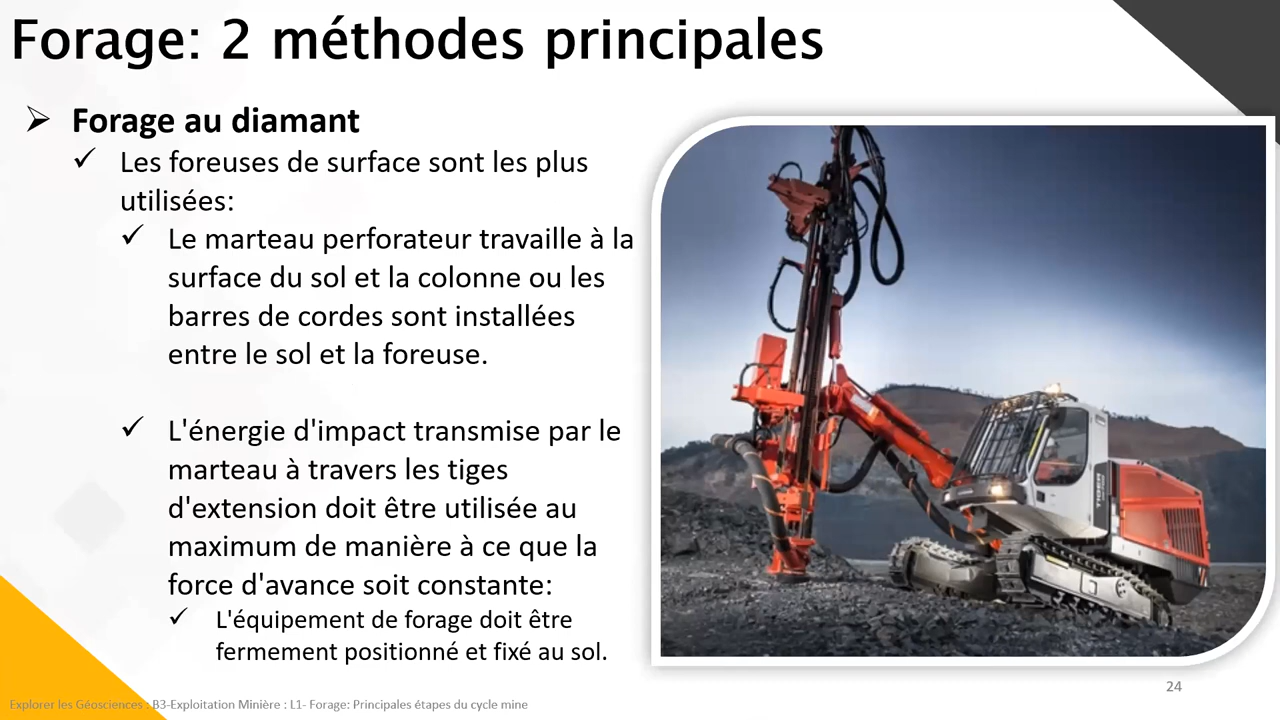 Forage: 2 méthodes principales
Forage au diamant
Les foreuses de surface sont les plus
utilisées:
Le marteau perforateur travaille à la
surface du sol et la colonne ou les
barres de cordes sont installées
entre le sol et la foreuse.
L'énergie d'impact transmise par le
marteau à travers les tiges
d'extension doit être utilisée au
maximum de manière à ce que la
force d'avance soit constante:
L'équipement de forage doit être
fermement positionné et fixé au sol.
TIGER
24
Explorer les Géosciences : B3-Exploitation Minière : L1- Forage: Principales étapes du cycle mine